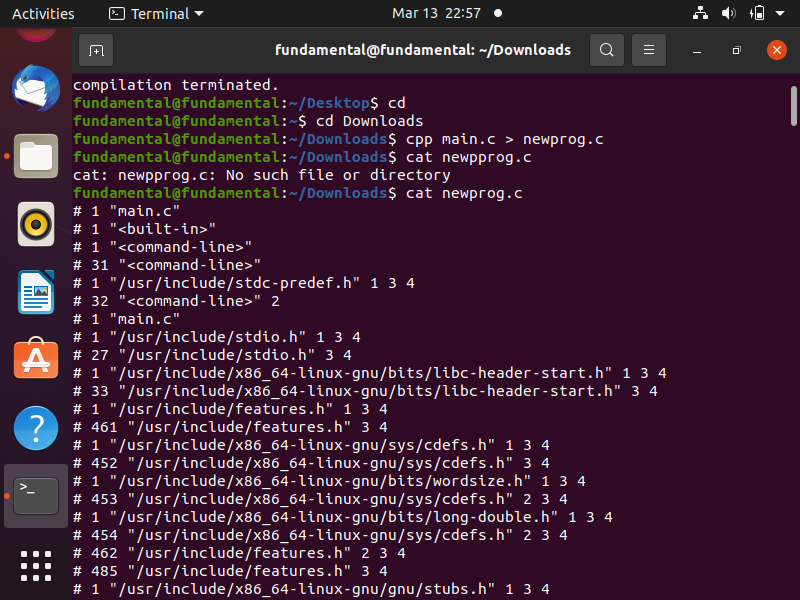 Activities
Terminal
Mar 13 22:57
fundamental@fundamental: ~/Downloads
compilation terminated.
fundamental@fundamental:~/Desktop$ cd
fundamental@fundamental:~$ cd Downloads
fundamental@fundamental:~/Downloads$ cpp main.c > newprog.c
fundamental@fundamental:~/Downloads$ cat newpprog.c
cat: newpprog.c: No such file or directory
fundamental@fundamental:~/Downloads$ cat newprog.c
# 1 "main.c"
# 1 "<built-in>"
# 1 "<command-line>"
# 31 "<command-line>"
# 1 "/usr/include/stdc-predef.h" 1 3 4
# 32 "<command-line>" 2
# 1 "main.c"
# 1 "/usr/include/stdio.h" 1 3 4
# 27 "/usr/include/stdio.h" 3 4
# 1 "/usr/include/x86_64-linux-gnu/bits/libc-header-start.h" 1 3 4
# 33 "/usr/include/x86_64-linux-gnu/bits/libc-header-start.h" 3 4
# 1 "/usr/include/features.h" 1 3 4
# 461 "/usr/include/features.h" 3 4
# 1 "/usr/include/x86_64-linux-gnu/sys/cdefs.h" 1 3 4
# 452 "/usr/include/x86_64-linux-gnu/sys/cdefs.h" 3 4
# 1 "/usr/include/x86_64-linux-gnu/bits/wordsize.h" 1 3 4
# 453 "/usr/include/x86_64-linux-gnu/sys/cdefs.h" 2 3 4
# 1 "/usr/include/x86_64-linux-gnu/bits/long-double.h" 1 3 4
# 454 "/usr/include/x86_64-linux-gnu/sys/cdefs.h" 2 3 4
# 462 "/usr/include/features.h" 2 3 4
# 485 "/usr/include/features.h" 3 4
# 1 "/usr/include/x86_64-linux-gnu/gnu/stubs.h" 1 3 4